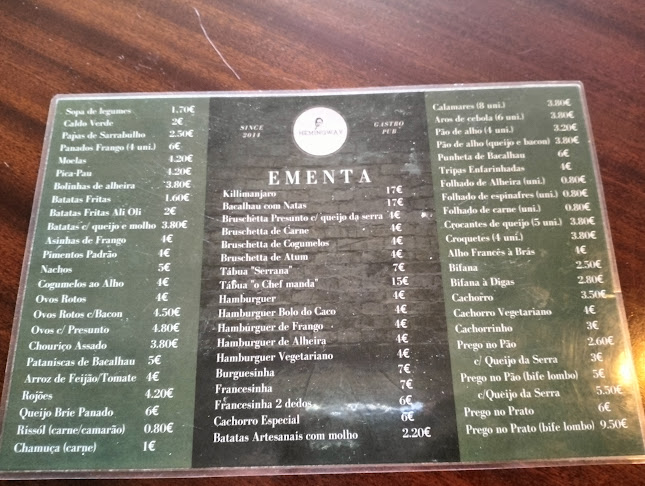 Sopa de legumes 1.70€
Caldo Verde 2€
Papas de Sarrabulho 2.50€
Panados Frango (4 uni.) 6€
Moelas 4.20€
Pica-Pau 4.20€
Bolinhas de alheira 3.80€
Batatas Fritas 1.60€
Batatas Fritas Ali Oli 2€
Batatas c/ queijo e molho 3.80€
Asinhas de Frango 4€
Pimentos Padrão 4€
Nachos 5€
Cogumelos ao Alho 4€
Ovos Rotos 4€
Ovos Rotos c/Bacon 4.50€
Ovos c/ Presunto 4.80€
Chouriço Assado 3.80€
Pataniscas de Bacalhau 5€
Arroz de Feijão/Tomate 4€
Rojões 4.20€
Queijo Brie Panado 6€
Rissól (carne/camarão) 0.80€
Chamuça (carne) 1€
SINCE 2014
HEMINGWAY
GASTRO PUB
EMENTA
Killimanjaro 17€
Bacalhau com Natas 17€
Bruschetta Presunto c/ queijo da serra 4€
Bruschetta de Carne 4€
Bruschetta de Cogumelos 4€
Bruschetta de Atum 4€
Tábua "Serrana" 7€
Tábua "o Chef manda" 15€
Hamburguer 4€
Hamburguer Bolo do Caco 4€
Hamburguer de Frango 4€
Hamburguer de Alheira 4€
Hamburguer Vegetariano 4€
Burguesinha 7€
Francesinha 7€
Francesinha 2 dedos 6€
Cachorro Especial 6€
Batatas Artesanais com molho 2.20€
Calamares (8 uni.) 3.80€
Aros de cebola (6 uni.) 3.80€
Pão de alho (4 uni.) 3.20€
Pão de alho (queijo e bacon) 3.80€
Punheta de Bacalhau 6€
Tripas Enfarinhadas 4€
Folhado de Alheira (uni.) 0.80€
Folhado de espinafres (uni.) 0.80€
Folhado de carne (uni.) 0.80€
Crocantes de queijo (5 uni.) 3.80€
Croquetes (4 uni.) 3.80€
Alho Francês à Brás 4€
Bifana 2.50€
Bifana à Digas 2.80€
Cachorro 3.50€
Cachorro Vegetariano 4€
Cachorrinho 3€
Prego no Pão 2.60€
c/ Queijo da Serra 3€
Prego no Pão (bife lombo) 5€
c/Queijo da Serra 5.50€
Prego no Prato 6€
Prego no Prato (bife lombo) 9.50€